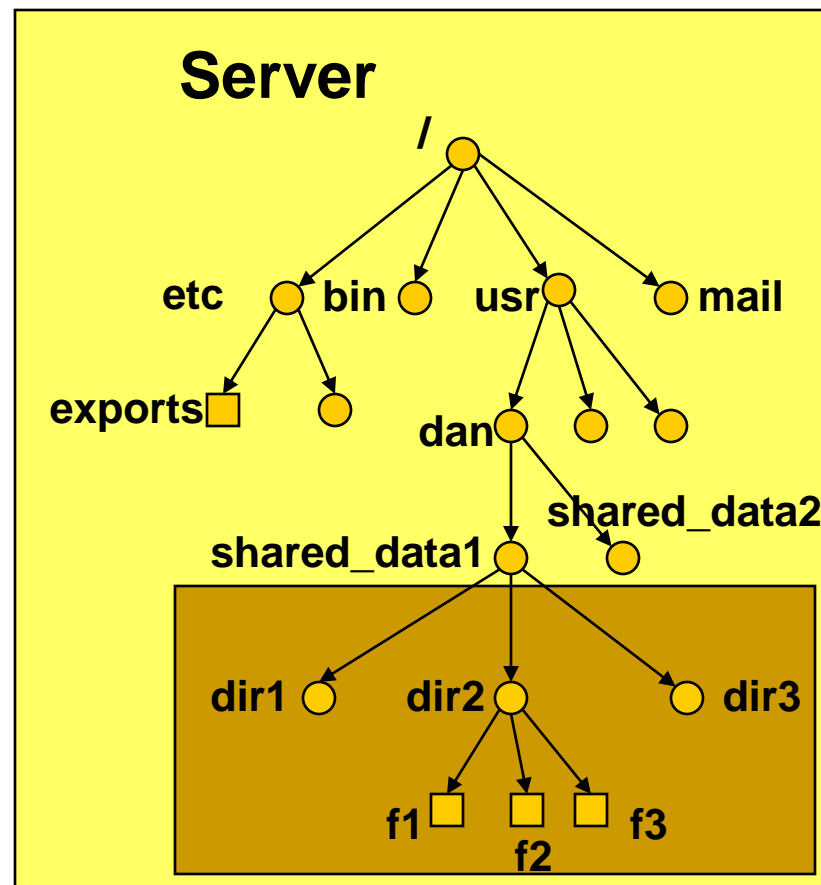 Server
/
etc bin usr mail
exports
dan
shared_data2
shared_data1
dir1 dir2 dir3
f1 f2 f3